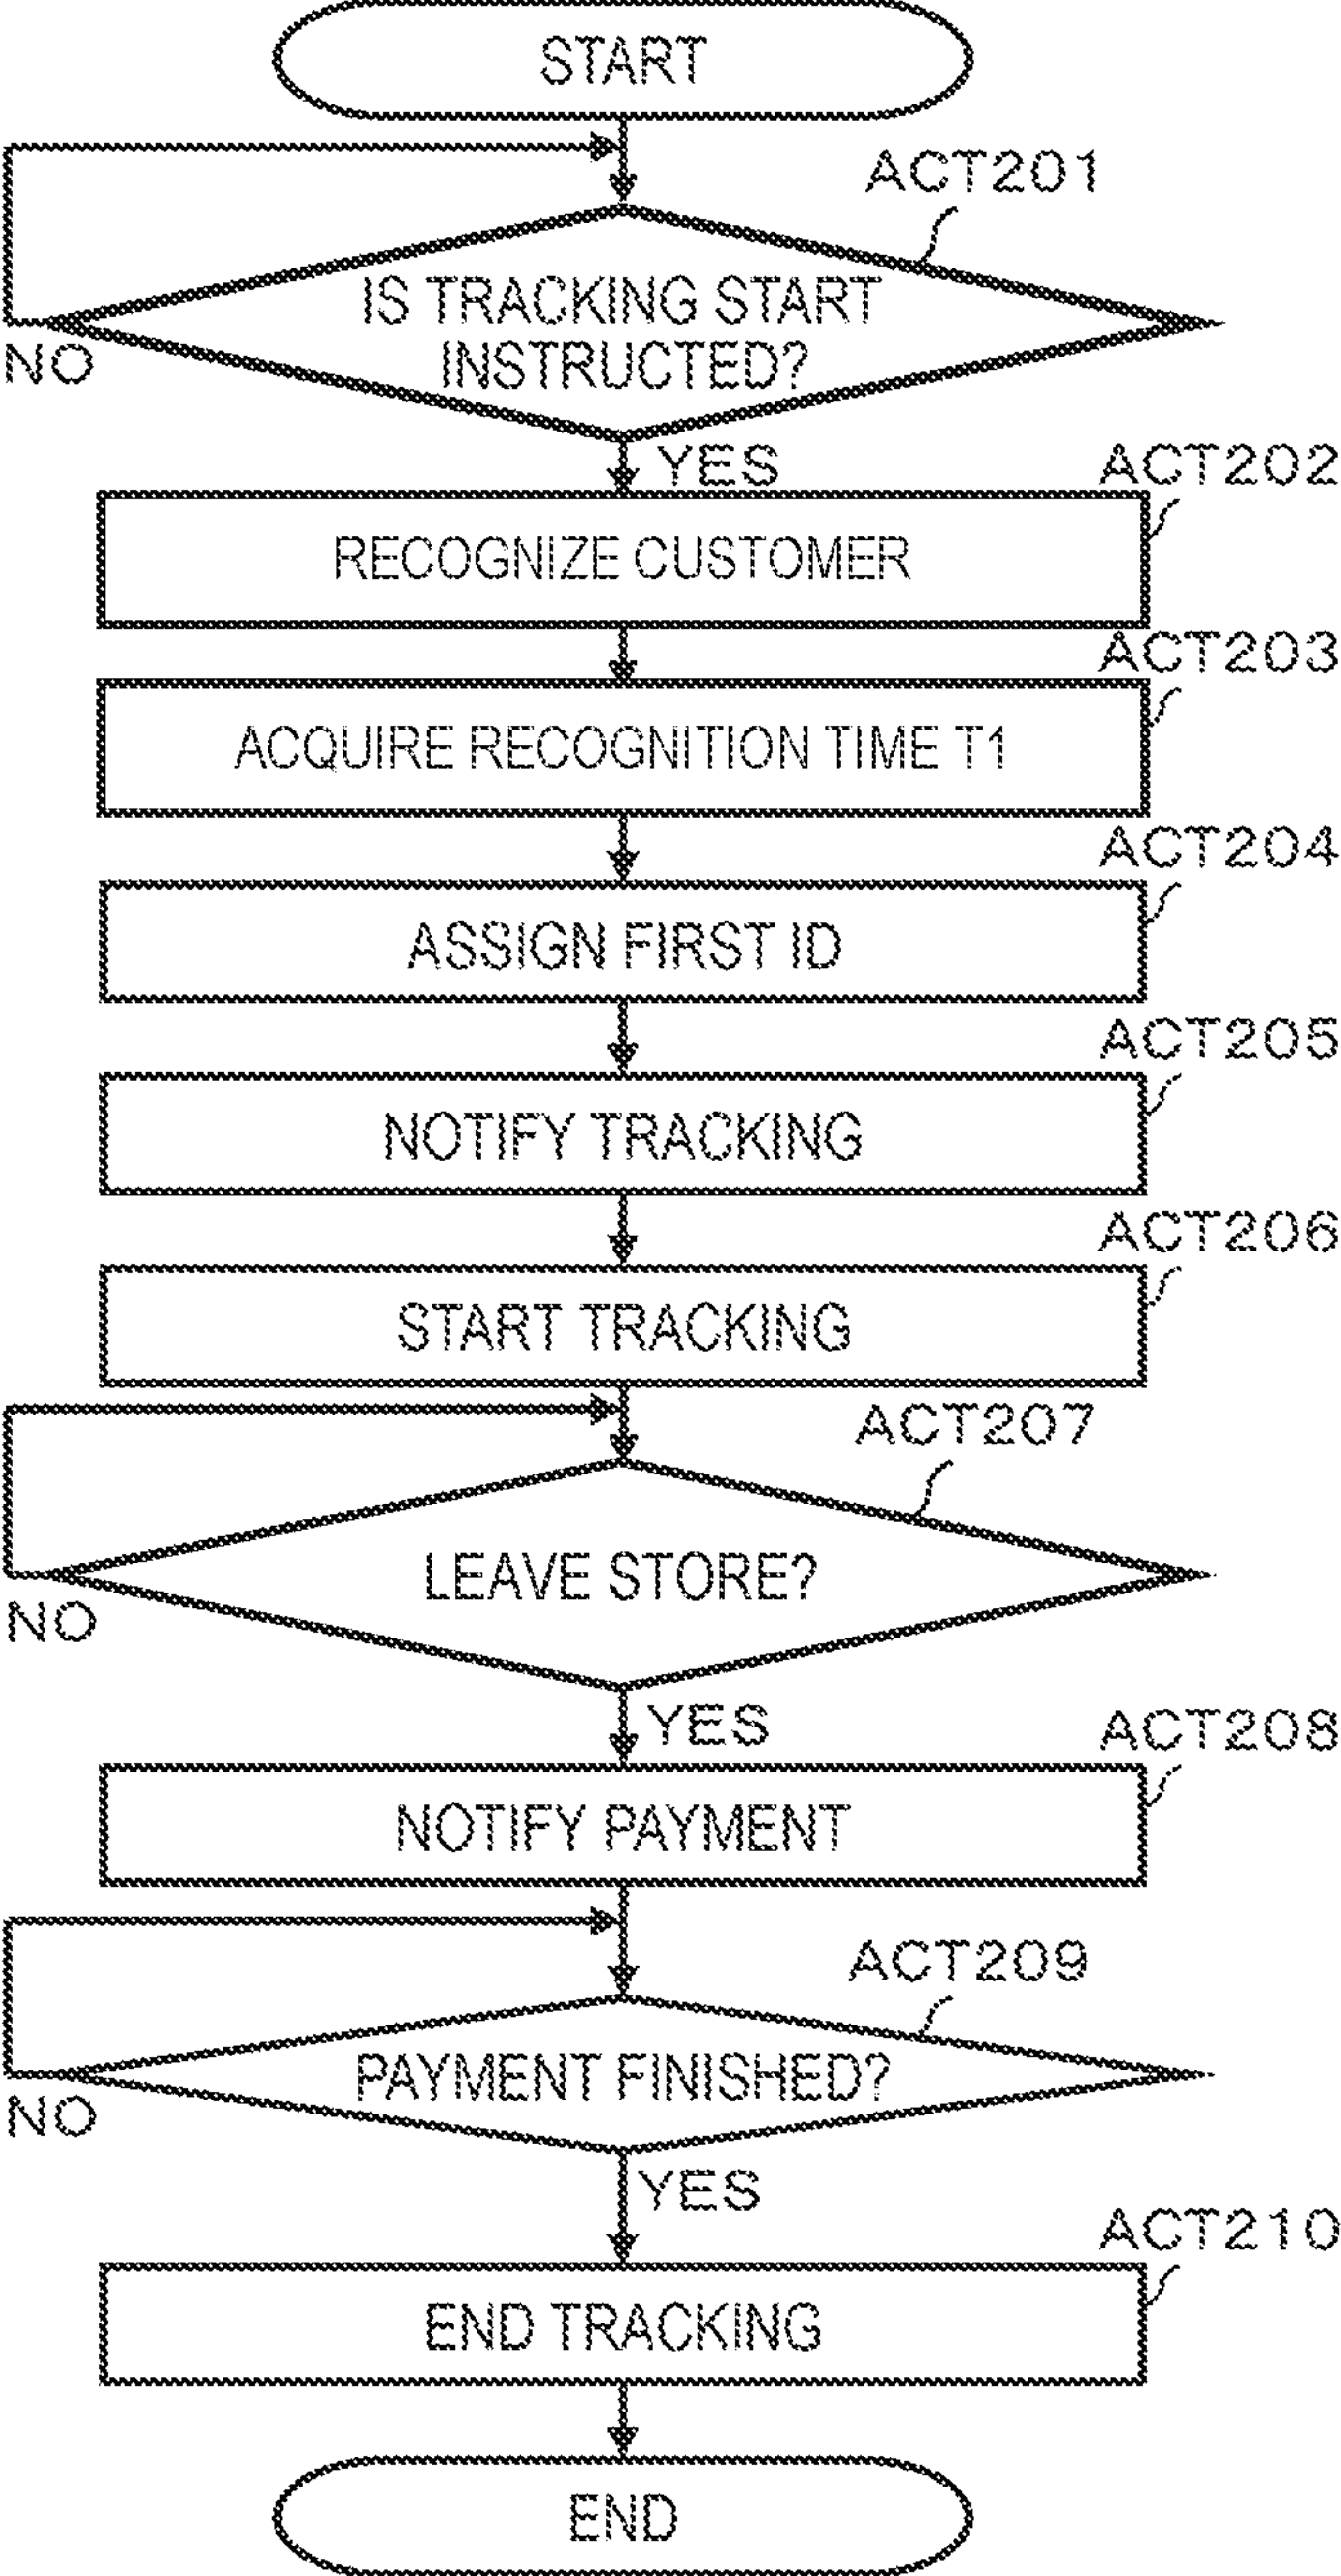 START
ACT201
IS TRACKING START
INSTRUCTED?
NO
YES
ACT202
RECOGNIZE CUSTOMER
ACT203
ACQUIRE RECOGNITION TIME T1
ACT204
ASSIGN FIRST ID
ACT205
NOTIFY TRACKING
ACT206
START TRACKING
ACT207
LEAVE STORE?
NO
YES
ACT208
NOTIFY PAYMENT
ACT209
PAYMENT FINISHED?
NO
YES
ACT210
END TRACKING
END